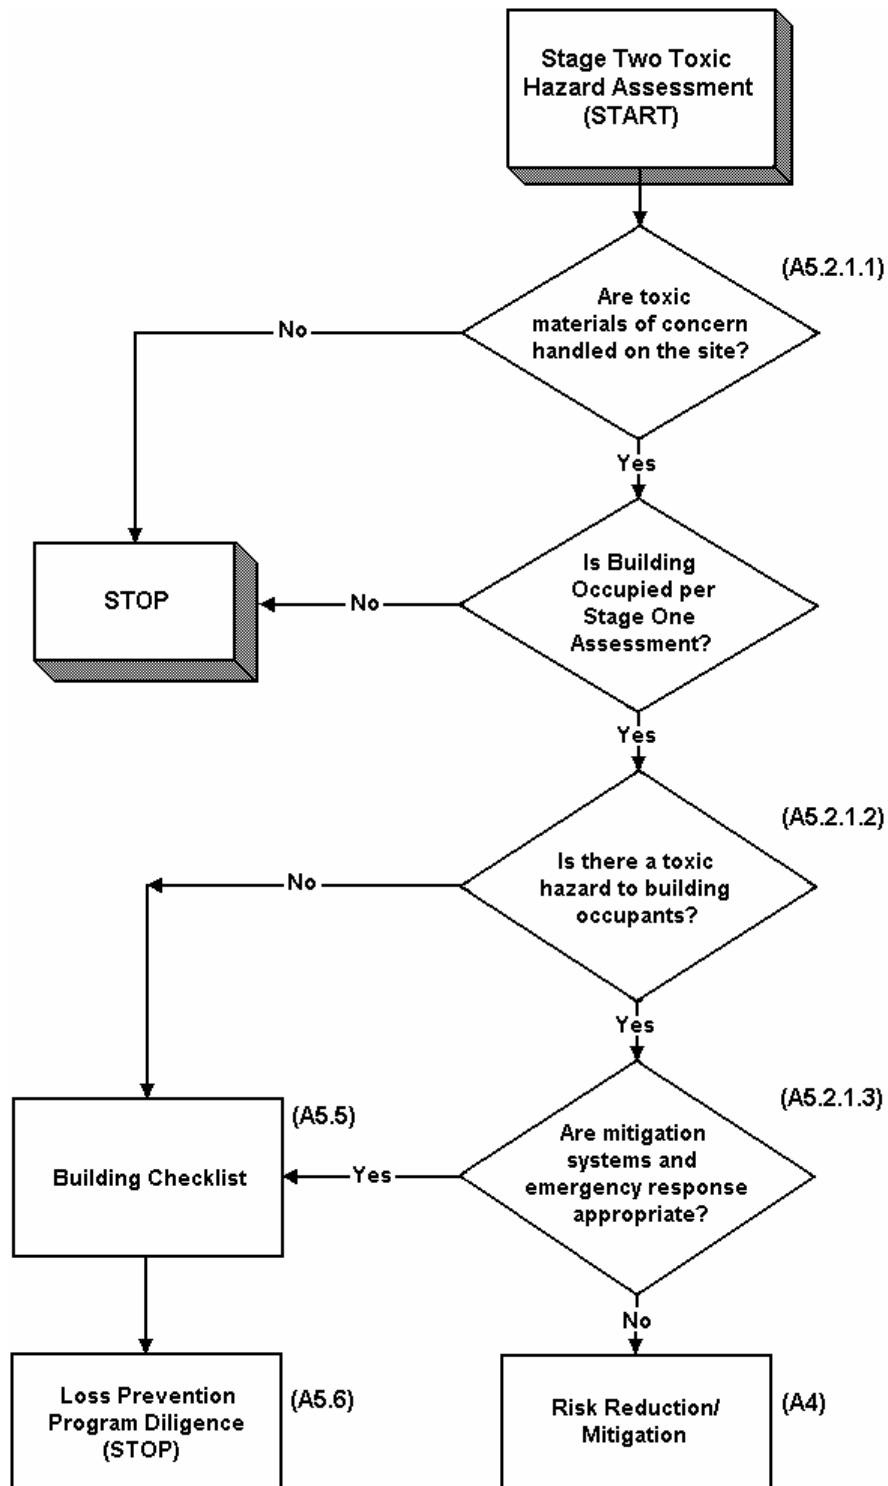 Stage Two Toxic
Hazard Assessment
(START)
(A5.2.1.1)
Are toxic
materials of concern
handled on the site?
No
Yes
Is Building
Occupied per
Stage One
Assessment?
STOP
No
Yes
(A5.2.1.2)
Is there a toxic
hazard to building
occupants?
No
Yes
(A5.2.1.3)
(A5.5)
Are mitigation
systems and
emergency response
appropriate?
Building Checklist
Yes
No
Loss Prevention
Program Diligence
(STOP)
(A5.6)
Risk Reduction/
Mitigation
(A4)